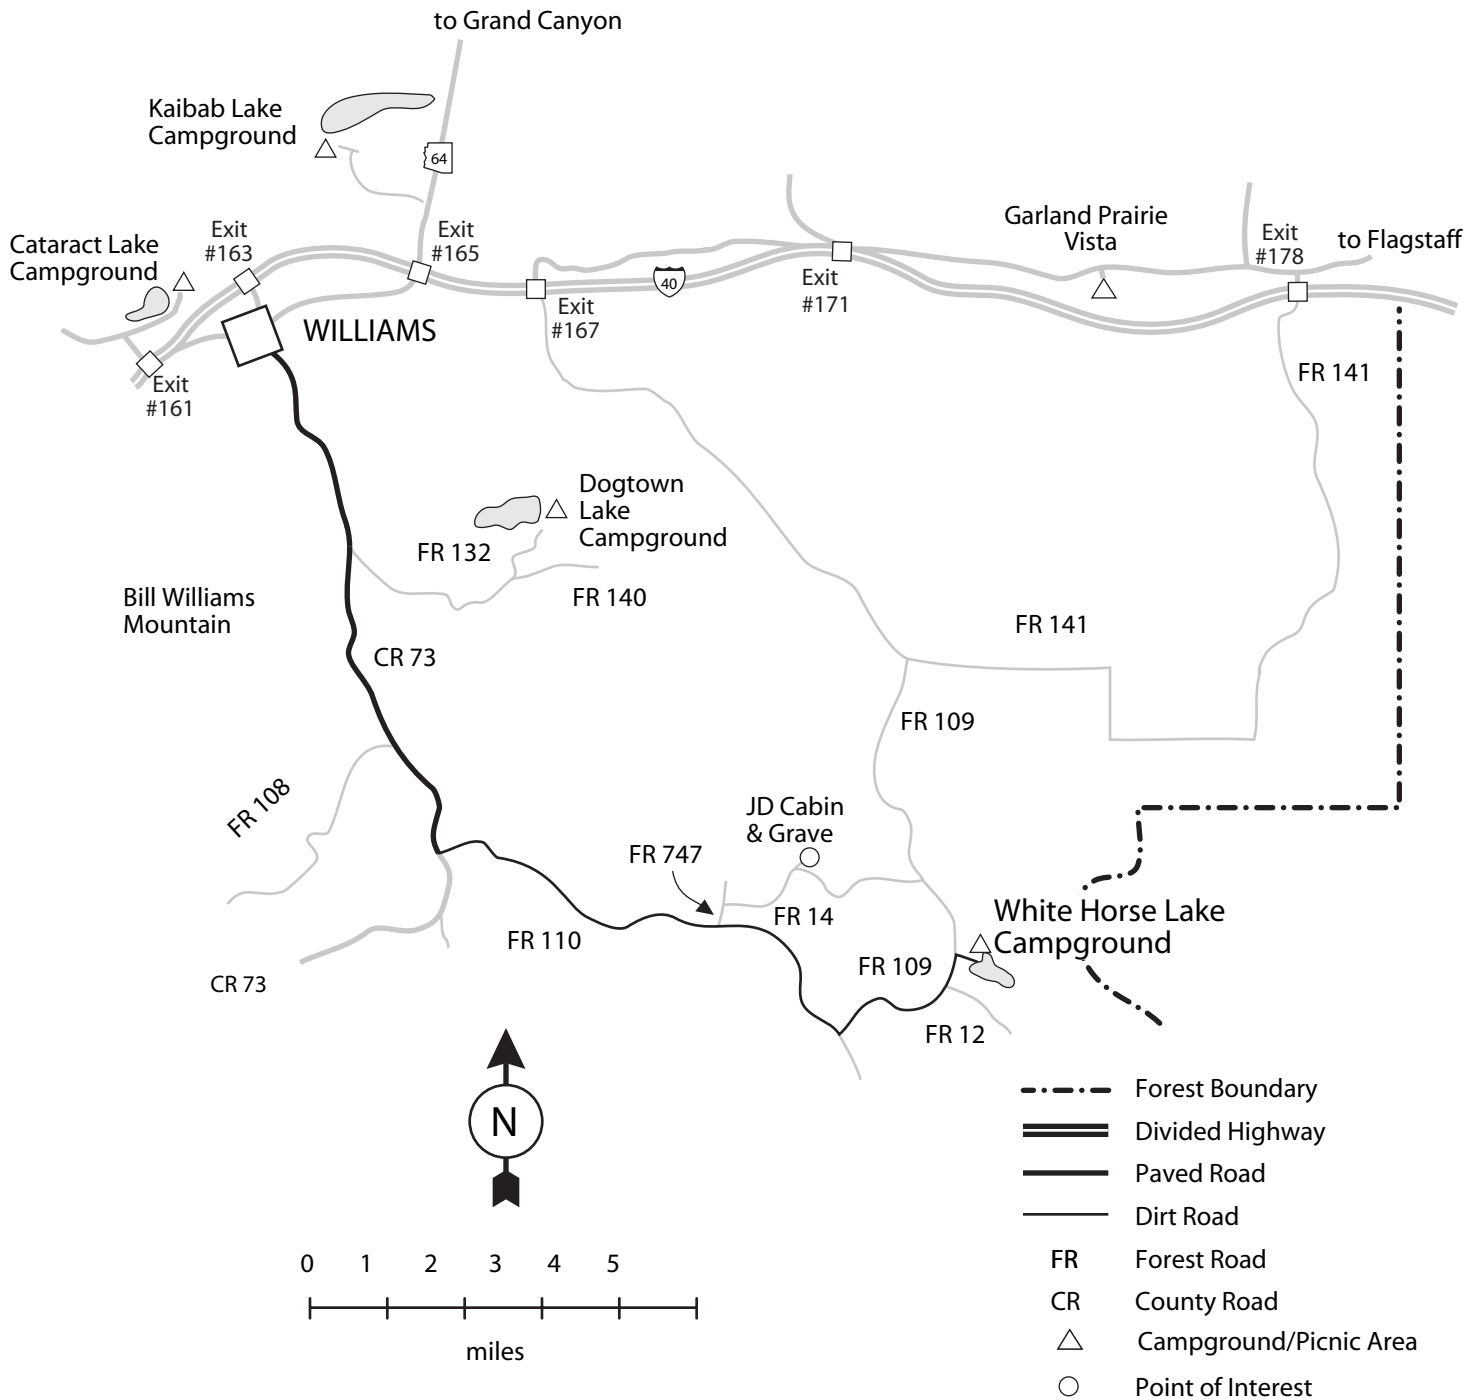 to Grand Canyon
Kaibab Lake
Campground
64
Exit
#163
Exit
#165
Cataract Lake
Campground
Garland Prairie
Vista
Exit
#178
to Flagstaff
40
Exit
#171
Exit
#167
WILLIAMS
Exit
#161
FR 141
Dogtown
Lake
Campground
FR 132
FR 140
Bill Williams
Mountain
FR 141
CR 73
FR 109
FR 108
JD Cabin
& Grave
FR 747
FR 14
White Horse Lake
Campground
FR 110
FR 109
CR 73
FR 12
N
Forest Boundary
Divided Highway
Paved Road
Dirt Road
FR Forest Road
CR County Road
Campground/Picnic Area
Point of Interest
0 1 2 3 4 5
miles